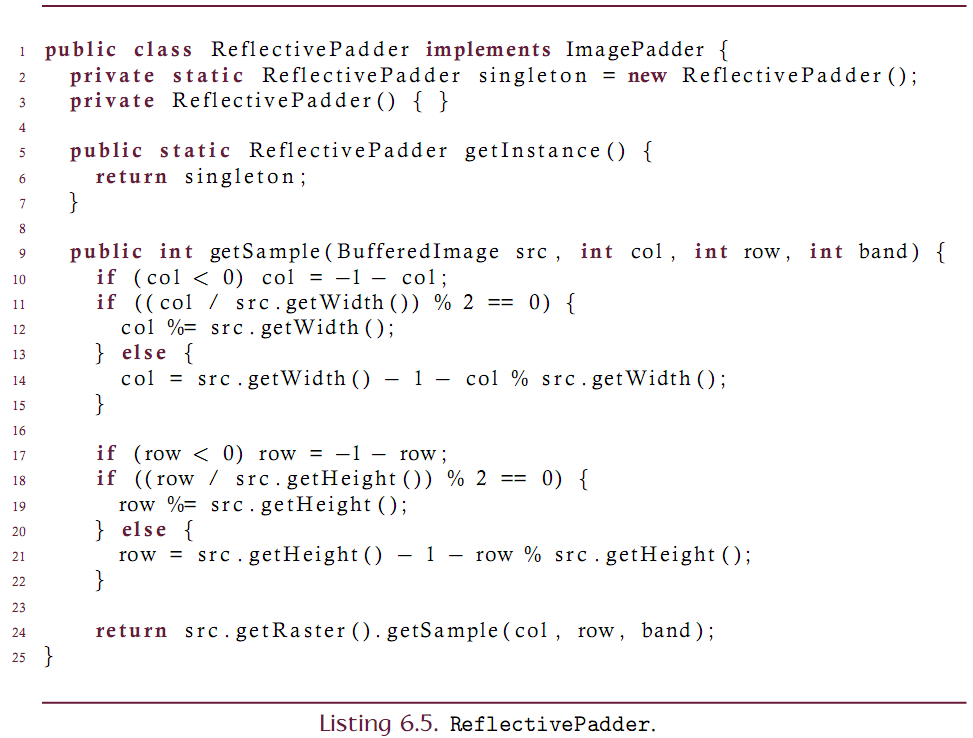 1 public class ReflectivePadder implements ImagePadder {
2   private static ReflectivePadder singleton = new ReflectivePadder();
3   private ReflectivePadder() { }
4
5   public static ReflectivePadder getInstance() {
6     return singleton;
7   }
8
9   public int getSample(BufferedImage src, int col, int row, int band) {
10     if (col < 0) col = −1 − col;
11     if ((col / src.getWidth()) % 2 == 0) {
12       col %= src.getWidth();
13     } else {
14       col = src.getWidth() − 1 − col % src.getWidth();
15     }
16
17     if (row < 0) row = −1 − row;
18     if ((row / src.getHeight()) % 2 == 0) {
19       row %= src.getHeight();
20     } else {
21       row = src.getHeight() − 1 − row % src.getHeight();
22     }
23
24     return src.getRaster().getSample(col, row, band);
25 }
Listing 6.5. ReflectivePadder.